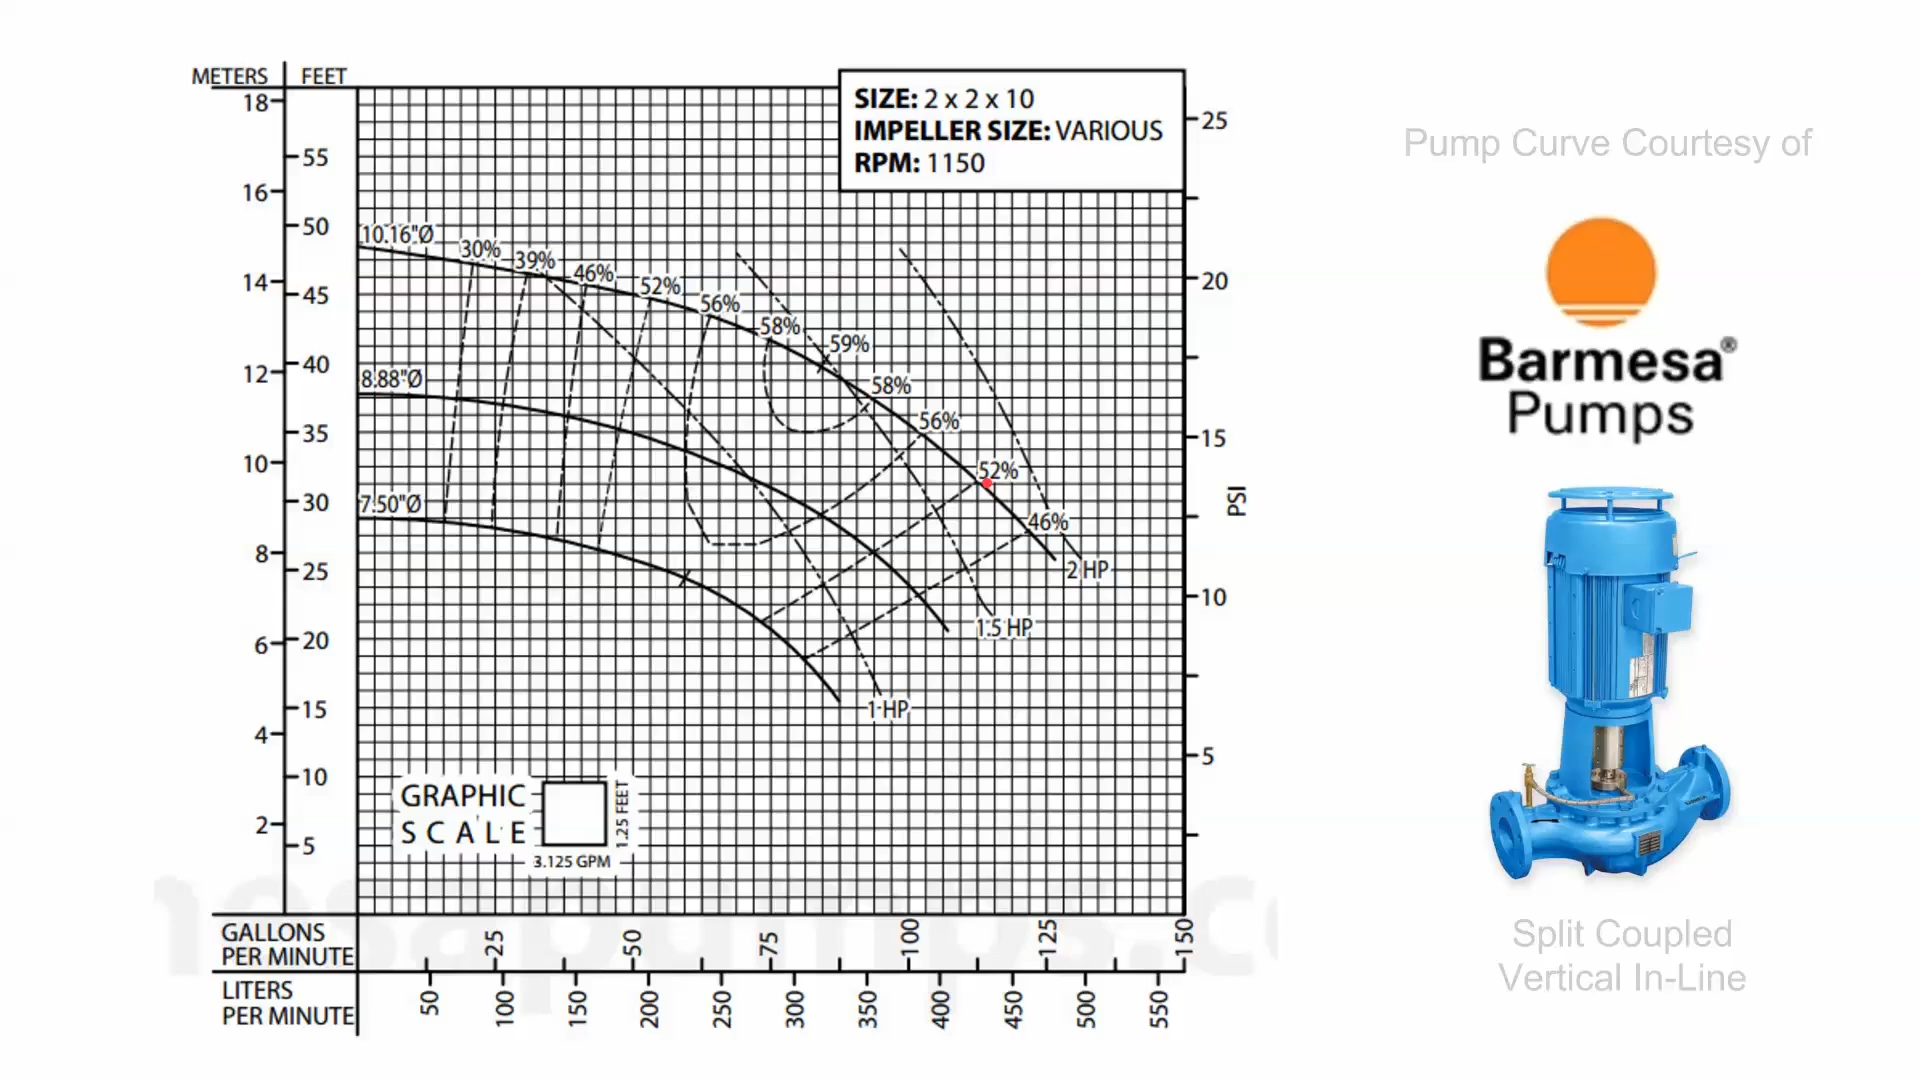 METERS FEET
18
16
14
12
10
8
6
4
2
55
50
45
40
35
30
25
20
15
10
5
SIZE: 2 x 2 x 10
IMPELLER SIZE: VARIOUS
RPM: 1150
25
20
15
10
5
PSI
10.16"Ø
30%
39%
46%
52%
56%
58%
59%
58%
56%
52%
46%
8.88"Ø
7.50"Ø
2 HP
1.5 HP
1 HP
GRAPHIC
SCALE
1.25 FEET
3.125 GPM
GALLONS
PER MINUTE
25 50 75 100 125 150
LITERS
PER MINUTE
50 100 150 200 250 300 350 400 450 500 550
Pump Curve Courtesy of
Barmesa®
Pumps
Split Coupled
Vertical In-Line